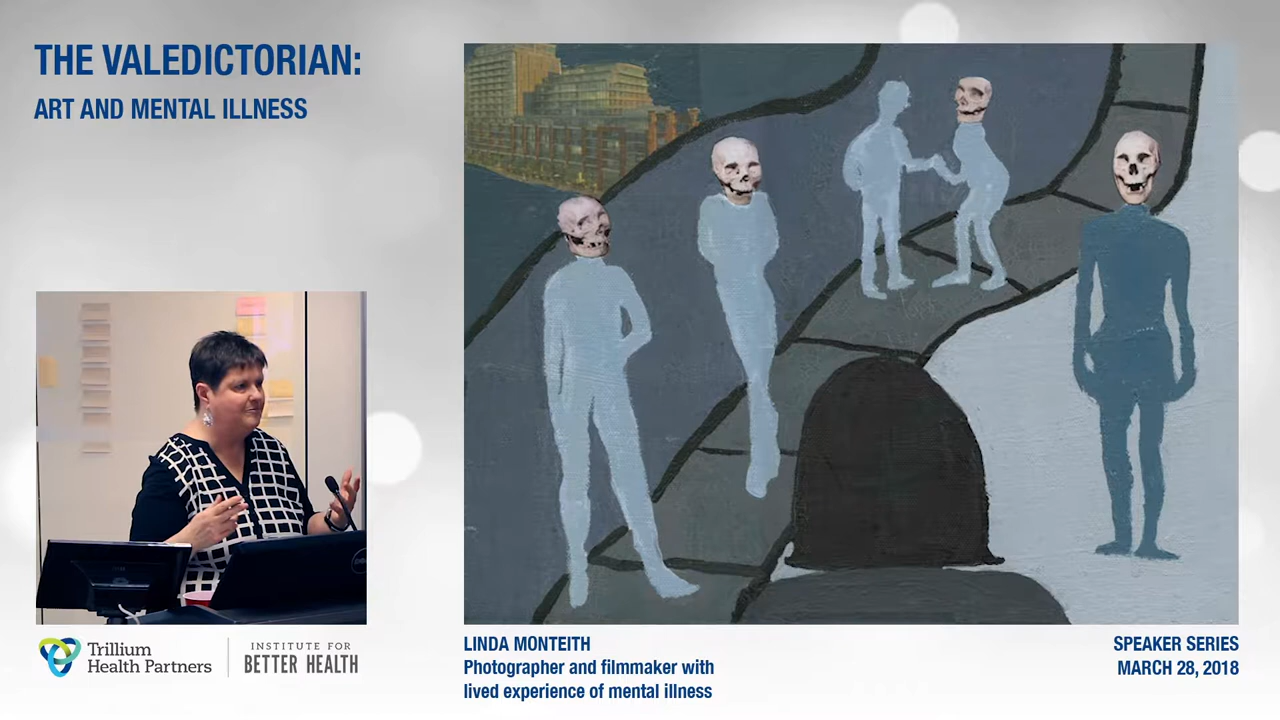 THE VALEDICTORIAN:
ART AND MENTAL ILLNESS
Trillium
Health Partners
INSTITUTE FOR
BETTER HEALTH
LINDA MONTEITH
Photographer and filmmaker with
lived experience of mental illness
SPEAKER SERIES
MARCH 28, 2018